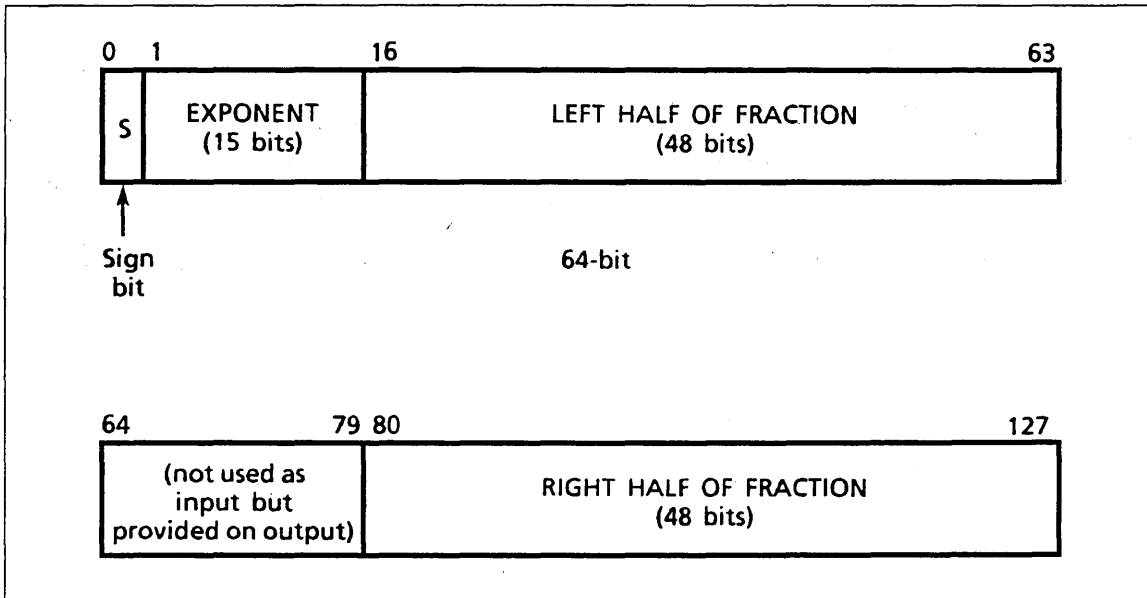 0 1 16 63
S
EXPONENT
(15 bits)
LEFT HALF OF FRACTION
(48 bits)
Sign
bit
64-bit
64 79 80 127
(not used as
input but
provided on output)
RIGHT HALF OF FRACTION
(48 bits)